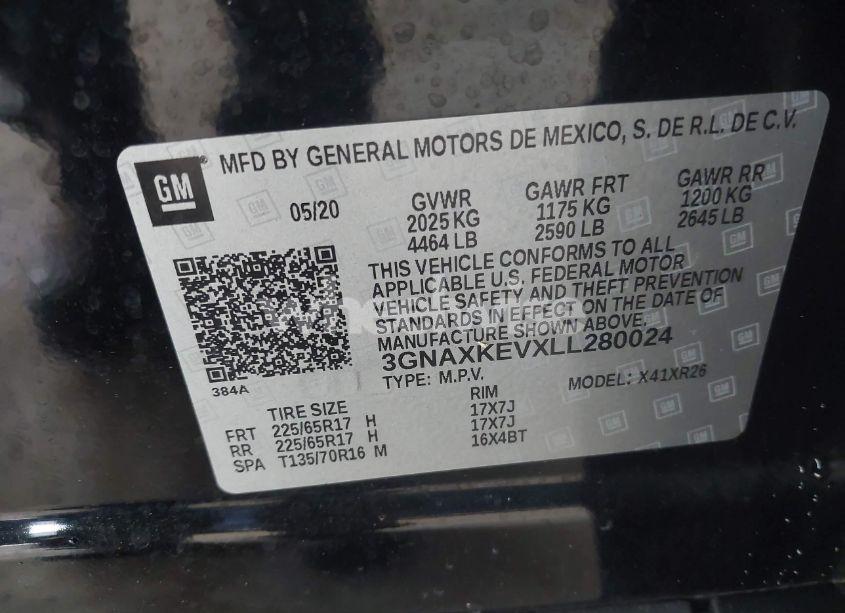 GM
MFD BY GENERAL MOTORS DE MEXICO, S. DE R.L. DE C.V.
05/20
GVWR GAWR FRT GAWR RR
2025 KG 1175 KG 1200 KG
4464 LB 2590 LB 2645 LB
THIS VEHICLE CONFORMS TO ALL
APPLICABLE U.S. FEDERAL MOTOR
VEHICLE SAFETY AND THEFT PREVENTION
STANDARDS IN EFFECT ON THE DATE OF
MANUFACTURE SHOWN ABOVE.
3GNAXKEVXLL280024
384A
TYPE: M.P.V. MODEL: X41XR26
TIRE SIZE RIM
FRT 225/65R17 H 17X7J
RR 225/65R17 H 17X7J
SPA T135/70R16 M 16X4BT